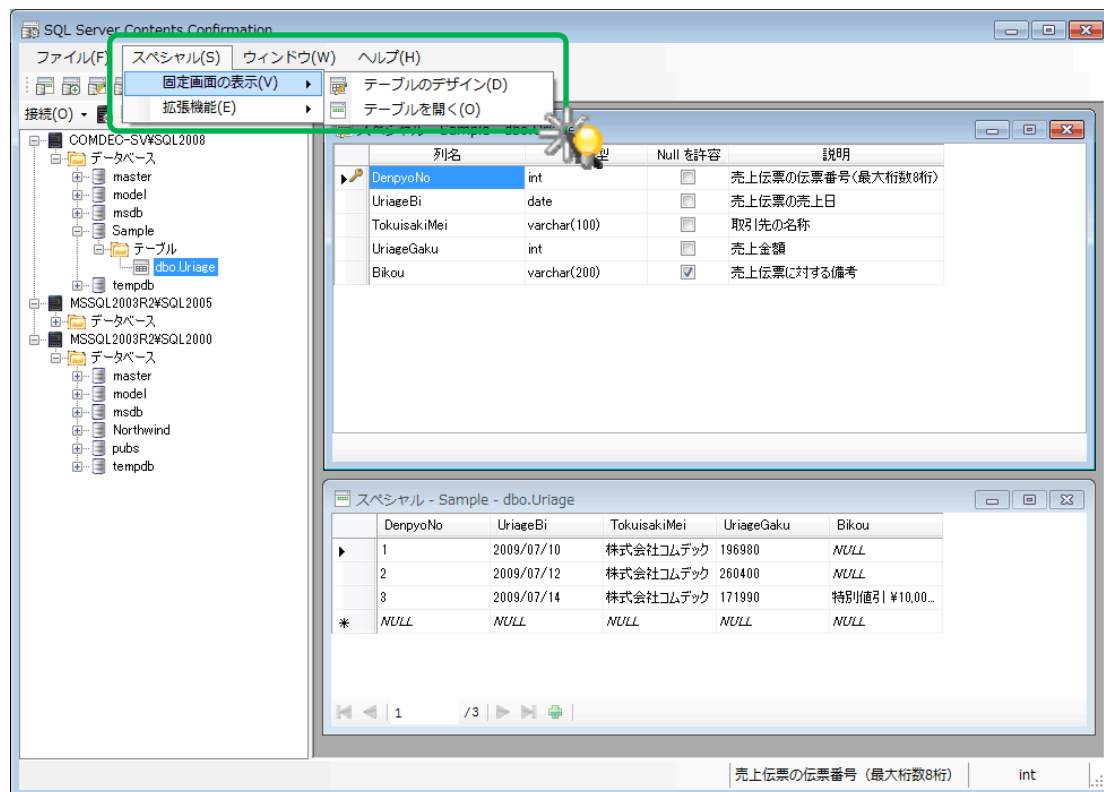 SQL Server Contents Confirmation
ファイル(F) スペシャル(S) ウィンドウ(W) ヘルプ(H)
固定画面の表示(V)
拡張機能(E)
テーブルのデザイン(D)
テーブルを開く(O)
接続(O)
COMDEC-SV¥SQL2008
データベース
master
model
msdb
Sample
テーブル
dbo.Uriage
tempdb
MSSQL2003R2¥SQL2005
データベース
MSSQL2003R2¥SQL2000
データベース
master
model
msdb
Northwind
pubs
tempdb
スペシャル - Sample - dbo.Uriage
列名 型 Null を許容 説明
DenpyoNo int 売上伝票の伝票番号(最大桁数8桁)
UriageBi date 売上伝票の売上日
TokuisakiMei varchar(100) 取引先の名称
UriageGaku int 売上金額
Bikou varchar(200) 売上伝票に対する備考
スペシャル - Sample - dbo.Uriage
DenpyoNo UriageBi TokuisakiMei UriageGaku Bikou
1 2009/07/10 株式会社コムデック 196980 NULL
2 2009/07/12 株式会社コムデック 260400 NULL
3 2009/07/14 株式会社コムデック 171990 特別値引 ¥10,00...
NULL NULL NULL NULL NULL
1 /3
売上伝票の伝票番号（最大桁数8桁） int